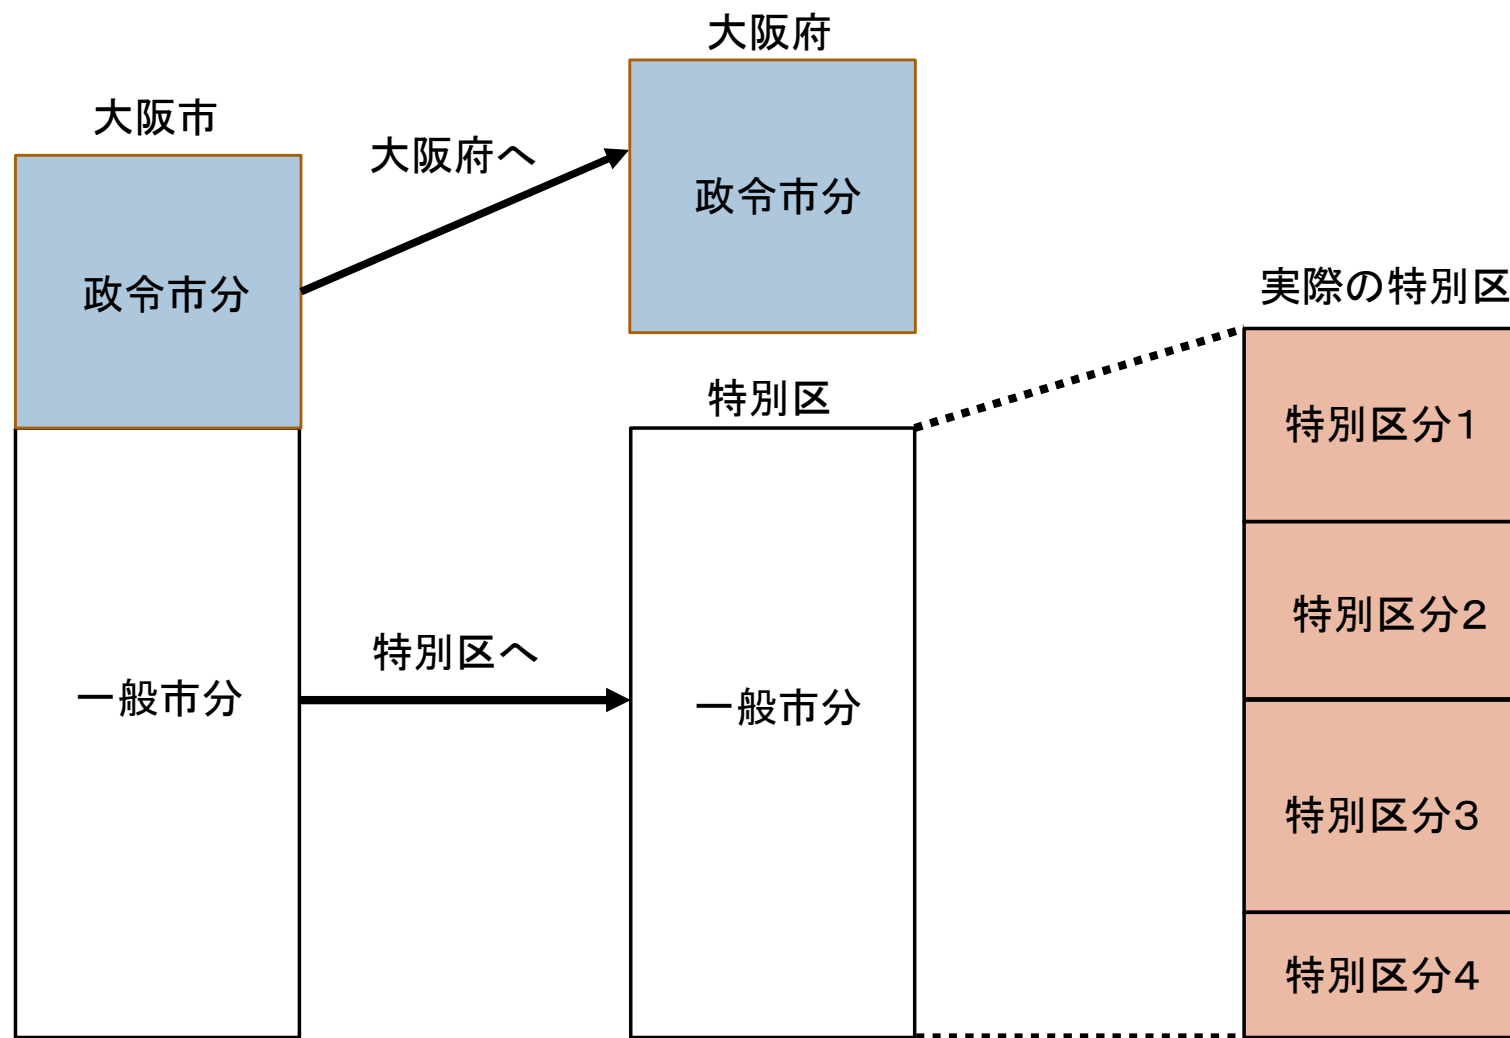 大阪市
政令市分
一般市分
大阪府へ
特別区へ
大阪府
政令市分
特別区
一般市分
実際の特別区
特別区分1
特別区分2
特別区分3
特別区分4